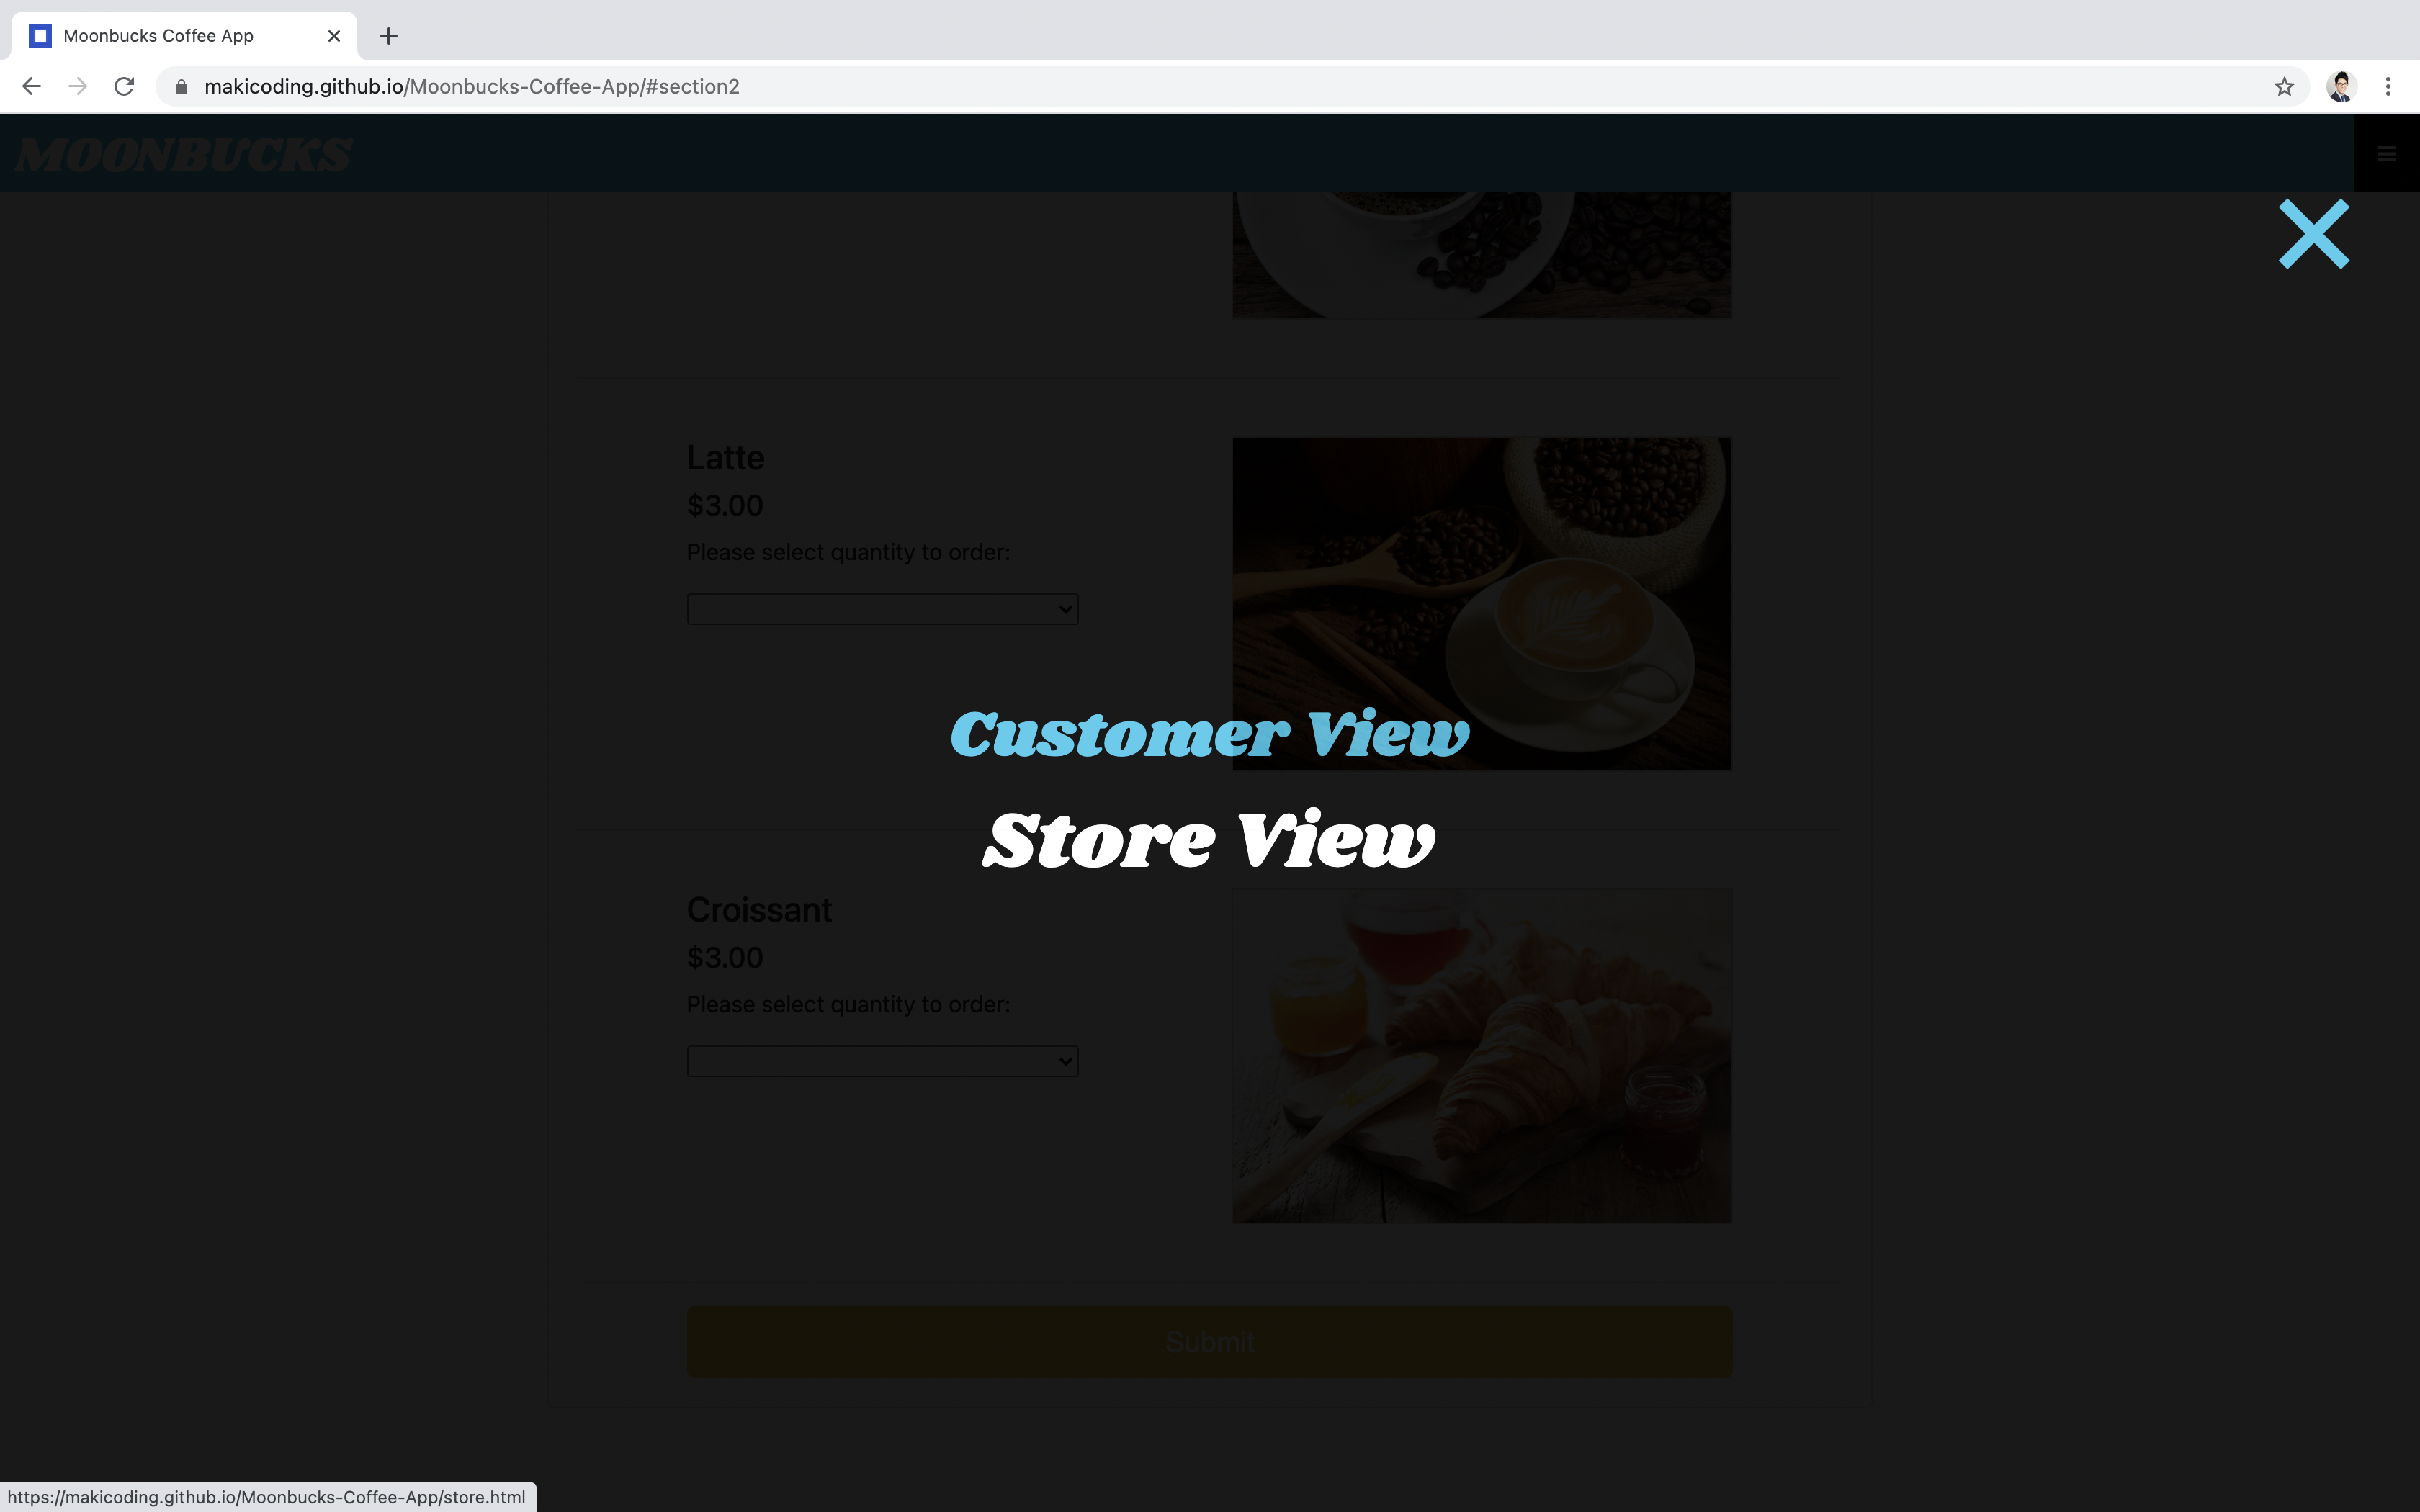 Moonbucks Coffee App
makicoding.github.io/Moonbucks-Coffee-App/#section2
MOONBUCKS
Latte
$3.00
Please select quantity to order:
Customer View
Store View
Croissant
$3.00
Please select quantity to order:
Submit
https://makicoding.github.io/Moonbucks-Coffee-App/store.html